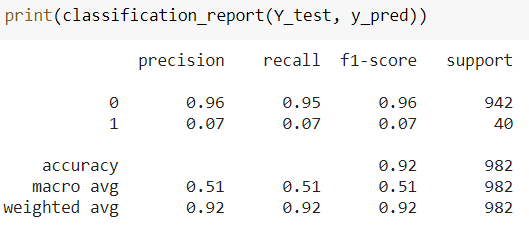 print(classification_report(Y_test, y_pred))
precision recall f1-score support
0 0.96 0.95 0.96 942
1 0.07 0.07 0.07 40
accuracy 0.92 982
macro avg 0.51 0.51 0.51 982
weighted avg 0.92 0.92 0.92 982